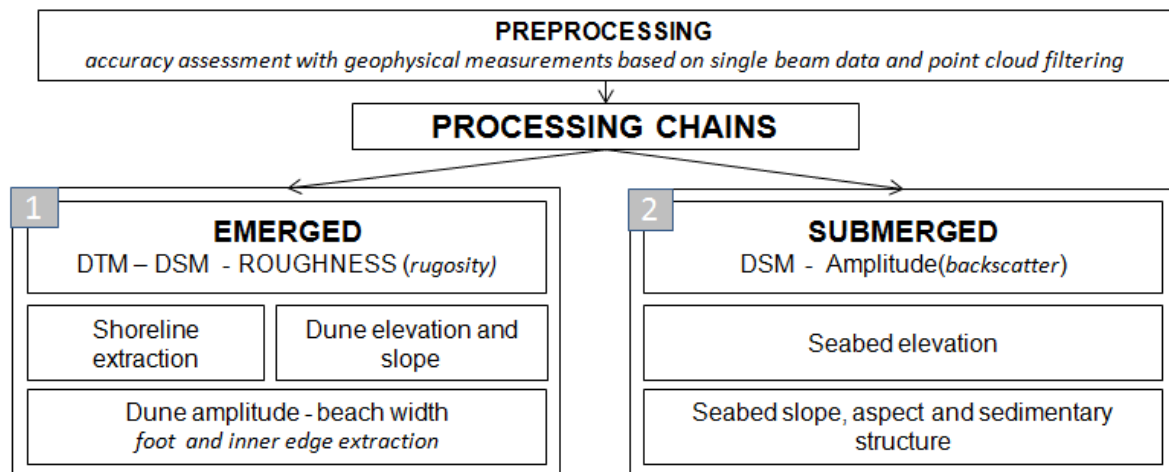 PREPROCESSING
accuracy assessment with geophysical measurements based on single beam data and point cloud filtering
PROCESSING CHAINS
1
EMERGED
DTM – DSM - ROUGHNESS (rugosity)
Shoreline
extraction
Dune elevation and
slope
Dune amplitude - beach width
foot and inner edge extraction
2
SUBMERGED
DSM - Amplitude(backscatter)
Seabed elevation
Seabed slope, aspect and sedimentary
structure